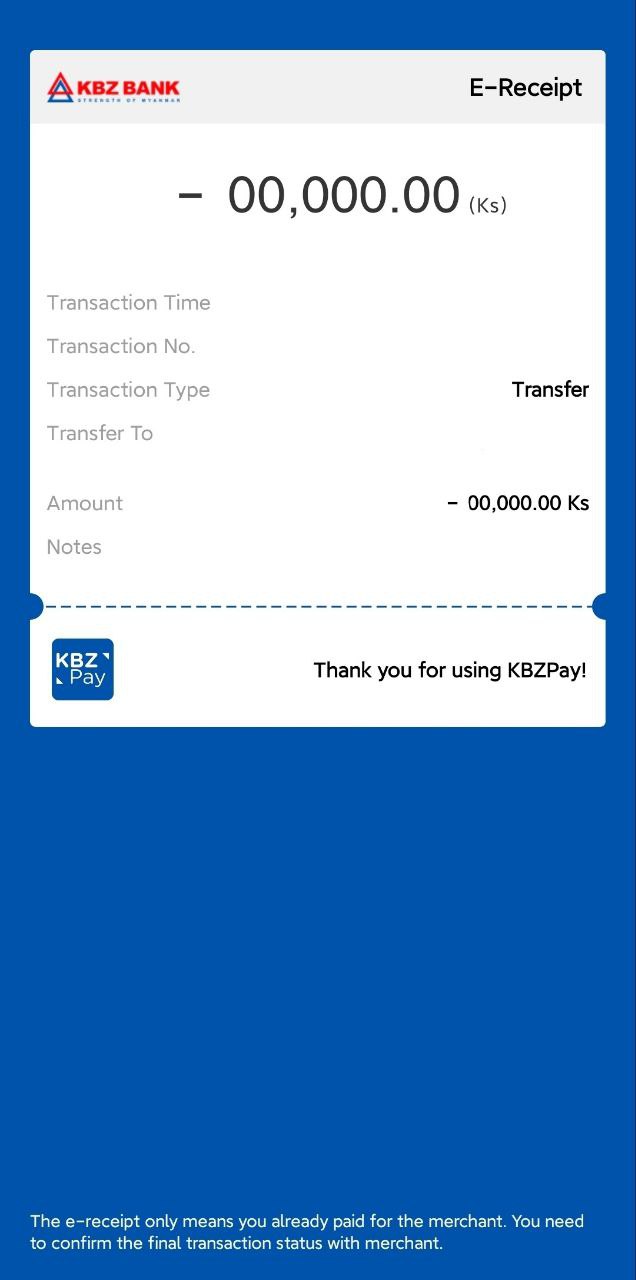 KBZ BANK
STRENGTH OF MYANMAR
E-Receipt
- 00,000.00 (Ks)
Transaction Time
Transaction No.
Transaction Type Transfer
Transfer To
Amount - 00,000.00 Ks
Notes
KBZ
Pay
Thank you for using KBZPay!
The e-receipt only means you already paid for the merchant. You need
to confirm the final transaction status with merchant.